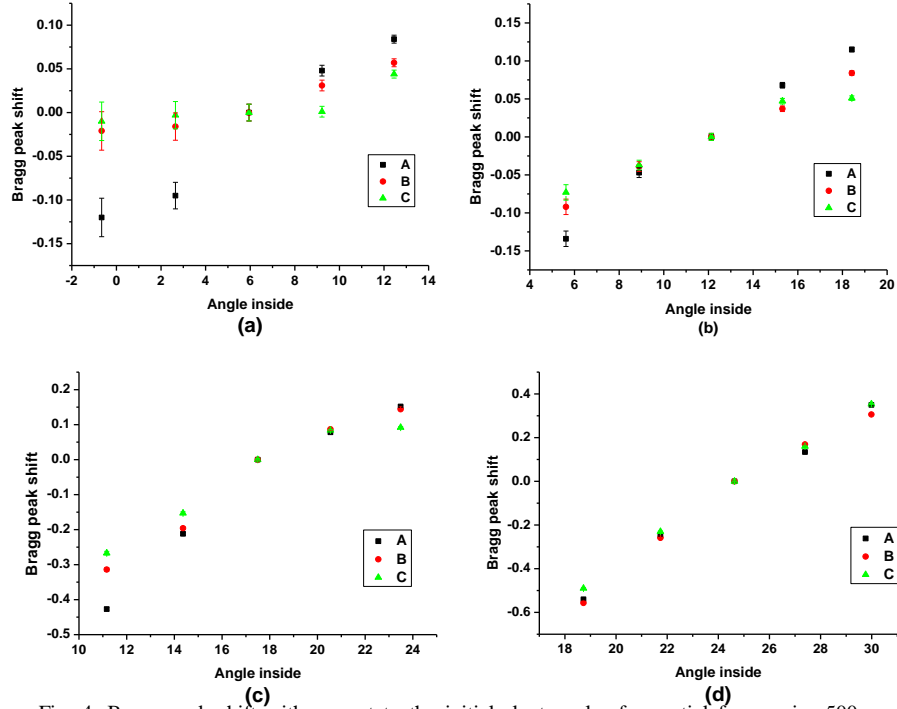 0.10
0.05
0.00
-0.05
-0.10
-0.15
Bragg peak shift
A
B
C
-2 0 2 4 6 8 10 12 14
Angle inside
(a)
0.15
0.10
0.05
0.00
-0.05
-0.10
-0.15
Bragg peak shift
A
B
C
4 6 8 10 12 14 16 18 20
Angle inside
(b)
0.2
0.1
0.0
-0.1
-0.2
-0.3
-0.4
-0.5
Bragg peak shift
A
B
C
10 12 14 16 18 20 22 24
Angle inside
(c)
0.4
0.2
0.0
-0.2
-0.4
-0.6
Bragg peak shift
A
B
C
18 20 22 24 26 28 30
Angle inside
(d)